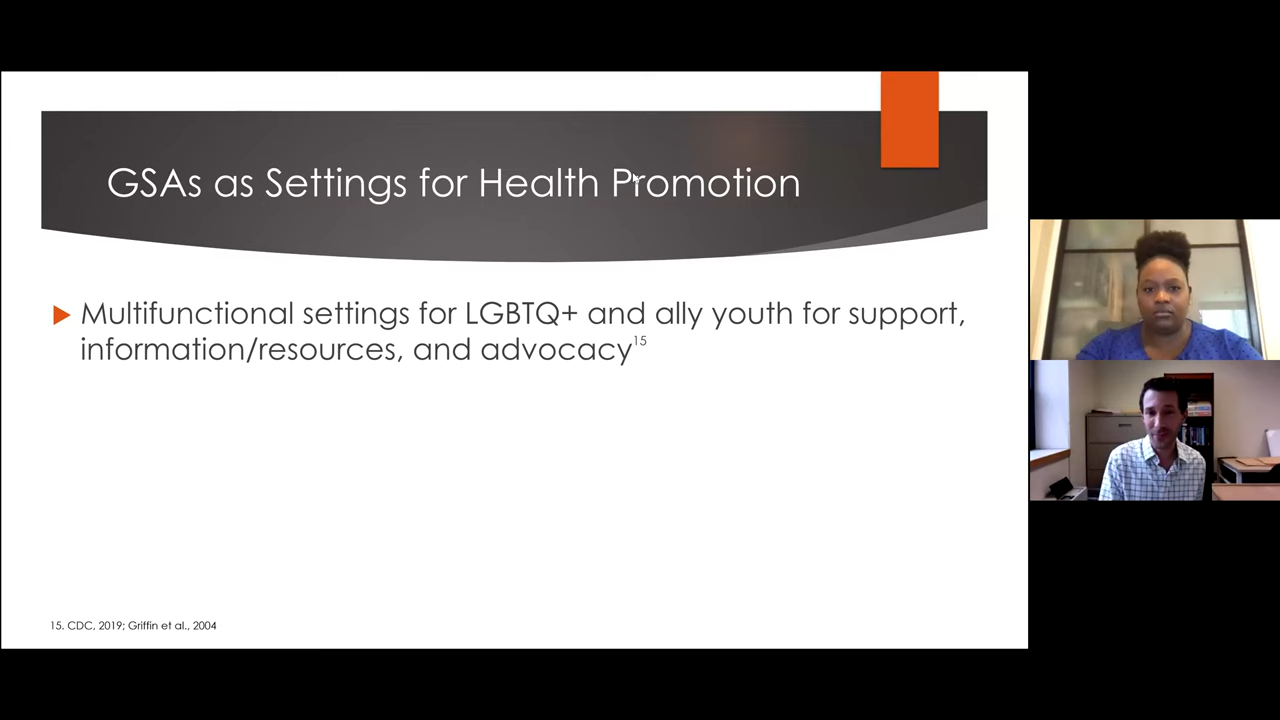 GSAs as Settings for Health Promotion
Multifunctional settings for LGBTQ+ and ally youth for support,
information/resources, and advocacy15
15. CDC, 2019; Griffin et al., 2004